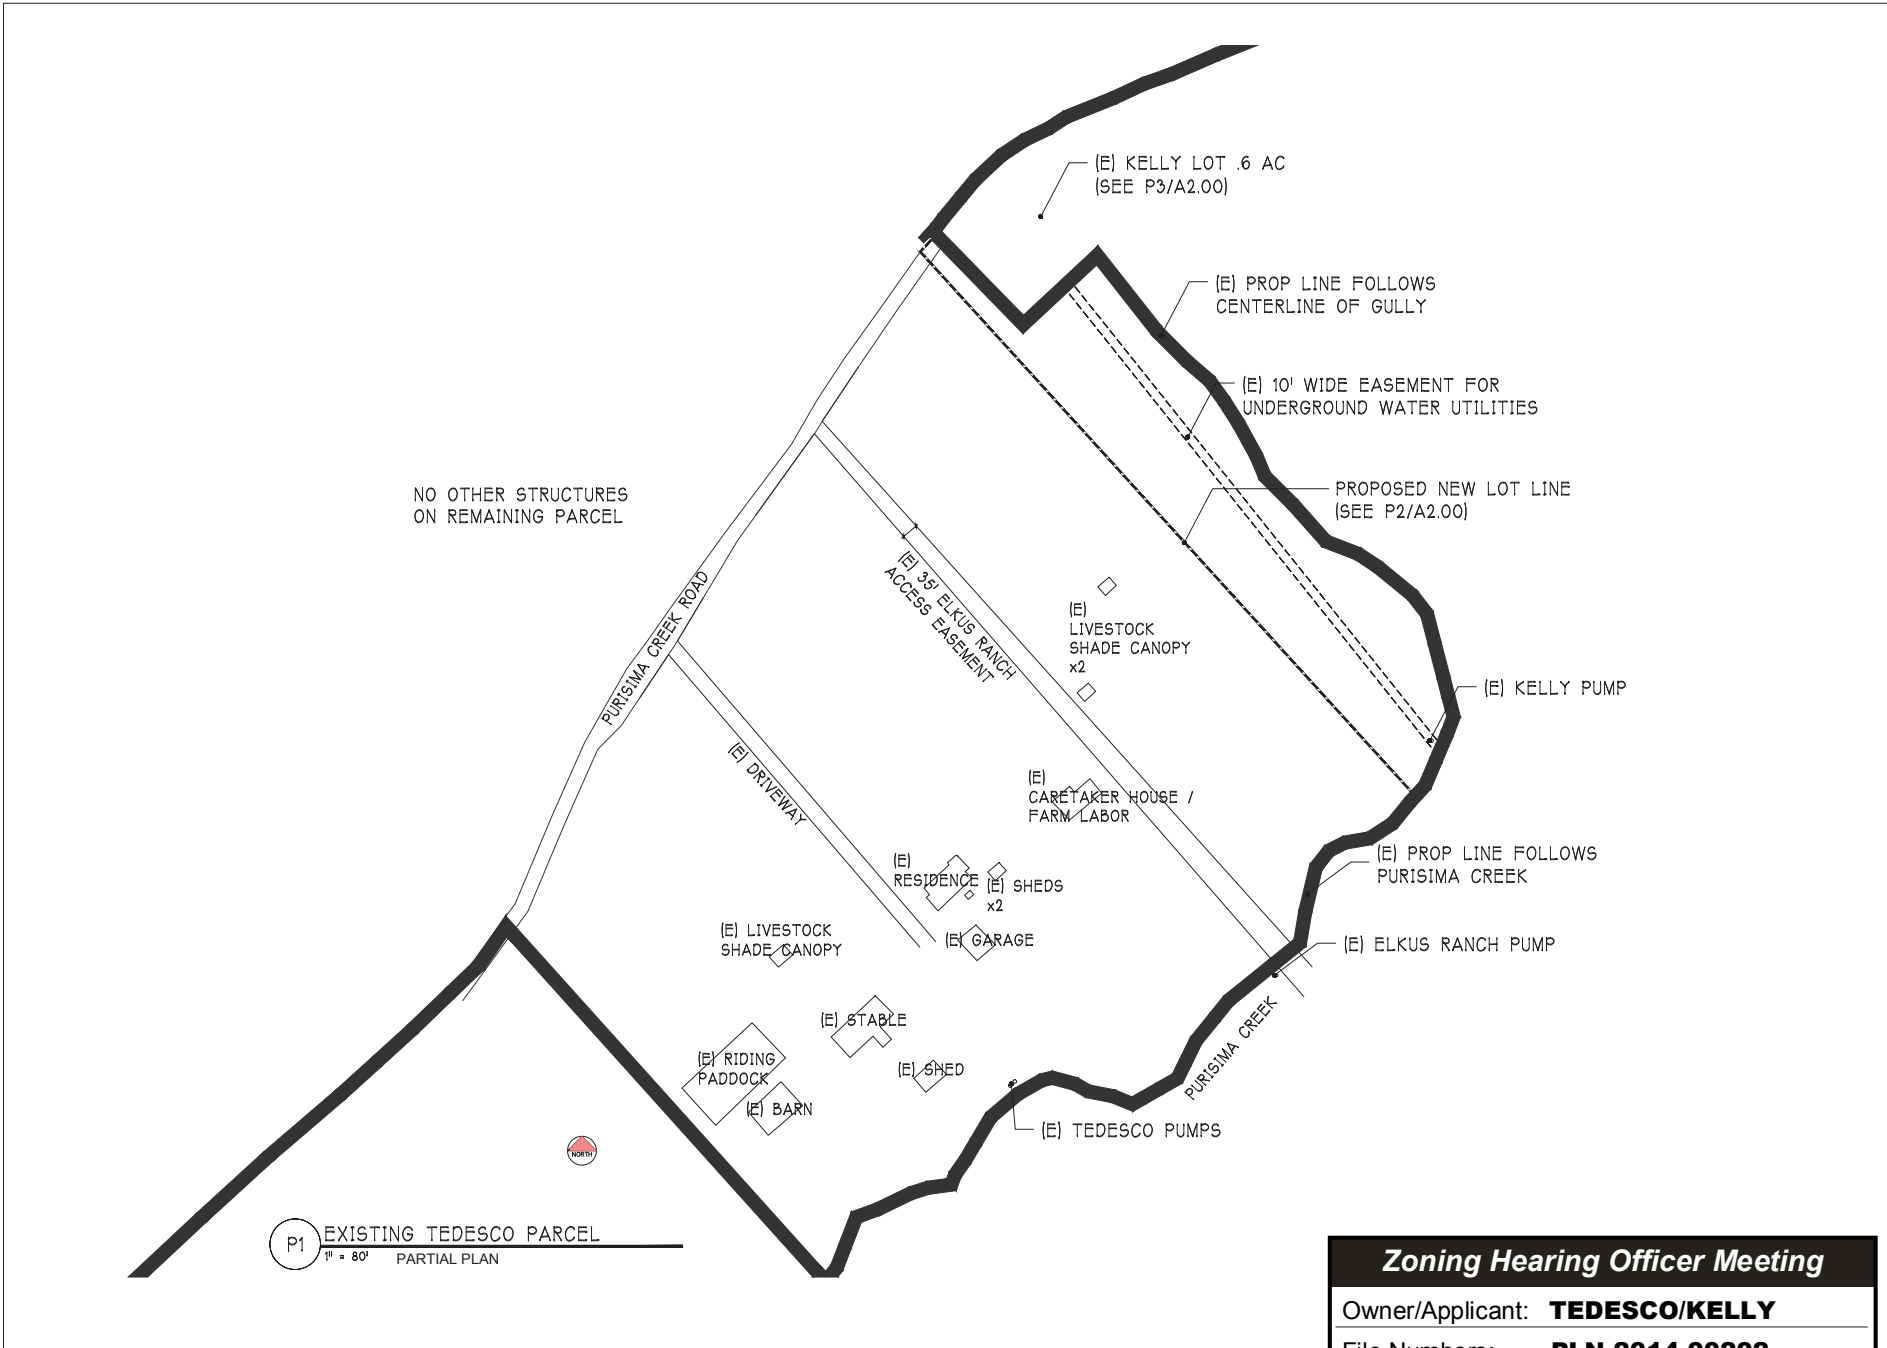 (E) KELLY LOT .6 AC
(SEE P3/A2.00)
(E) PROP LINE FOLLOWS
CENTERLINE OF GULLY
(E) 10' WIDE EASEMENT FOR
UNDERGROUND WATER UTILITIES
PROPOSED NEW LOT LINE
(SEE P2/A2.00)
NO OTHER STRUCTURES
ON REMAINING PARCEL
PURISIMA CREEK ROAD
(E) 35' ELKUS RANCH
ACCESS EASEMENT
(E)
LIVESTOCK
SHADE CANOPY
x2
(E) KELLY PUMP
(E) DRIVEWAY
(E)
CARETAKER HOUSE /
FARM LABOR
(E)
RESIDENCE
(E) SHEDS
x2
(E) PROP LINE FOLLOWS
PURISIMA CREEK
(E) LIVESTOCK
SHADE CANOPY
(E) GARAGE
(E) ELKUS RANCH PUMP
(E) STABLE
PURISIMA CREEK
(E) RIDING
PADDOCK
(E) SHED
(E) BARN
(E) TEDESCO PUMPS
NORTH
P1
EXISTING TEDESCO PARCEL
1" = 80'
PARTIAL PLAN
Zoning Hearing Officer Meeting
Owner/Applicant: TEDESCO/KELLY
File Numbers: